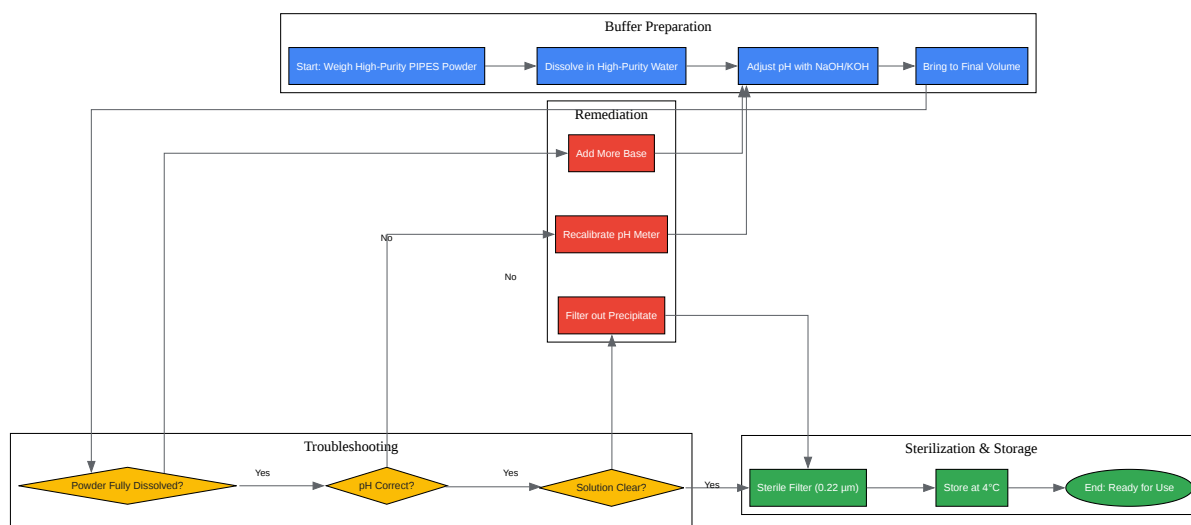 Buffer Preparation
Start: Weigh High-Purity PIPES Powder
Dissolve in High-Purity Water
Adjust pH with NaOH/KOH
Bring to Final Volume
Remediation
Add More Base
Recalibrate pH Meter
No
No
Filter out Precipitate
Troubleshooting
Powder Fully Dissolved?
Yes
pH Correct?
Yes
Solution Clear?
Yes
Sterilization & Storage
Sterile Filter (0.22 µm)
Store at 4°C
End: Ready for Use